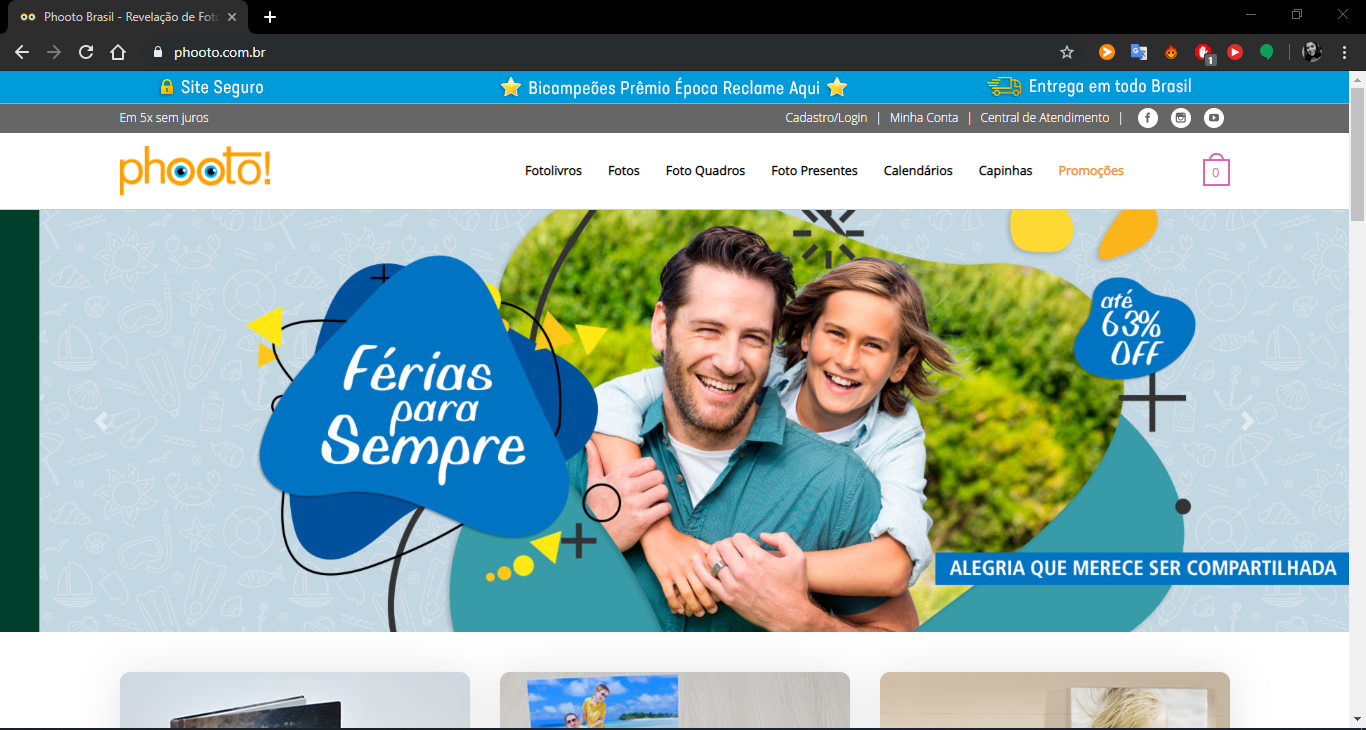 Phooto Brasil - Revelação de Foto
phooto.com.br
1
Site Seguro
Bicampeões Prêmio Época Reclame Aqui
Entrega em todo Brasil
Em 5x sem juros
Cadastro/Login | Minha Conta | Central de Atendimento |
phooto!
Fotolivros
Fotos
Foto Quadros
Foto Presentes
Calendários
Capinhas
Promoções
0
Férias
para
Sempre
até
63%
OFF
ALEGRIA QUE MERECE SER COMPARTILHADA